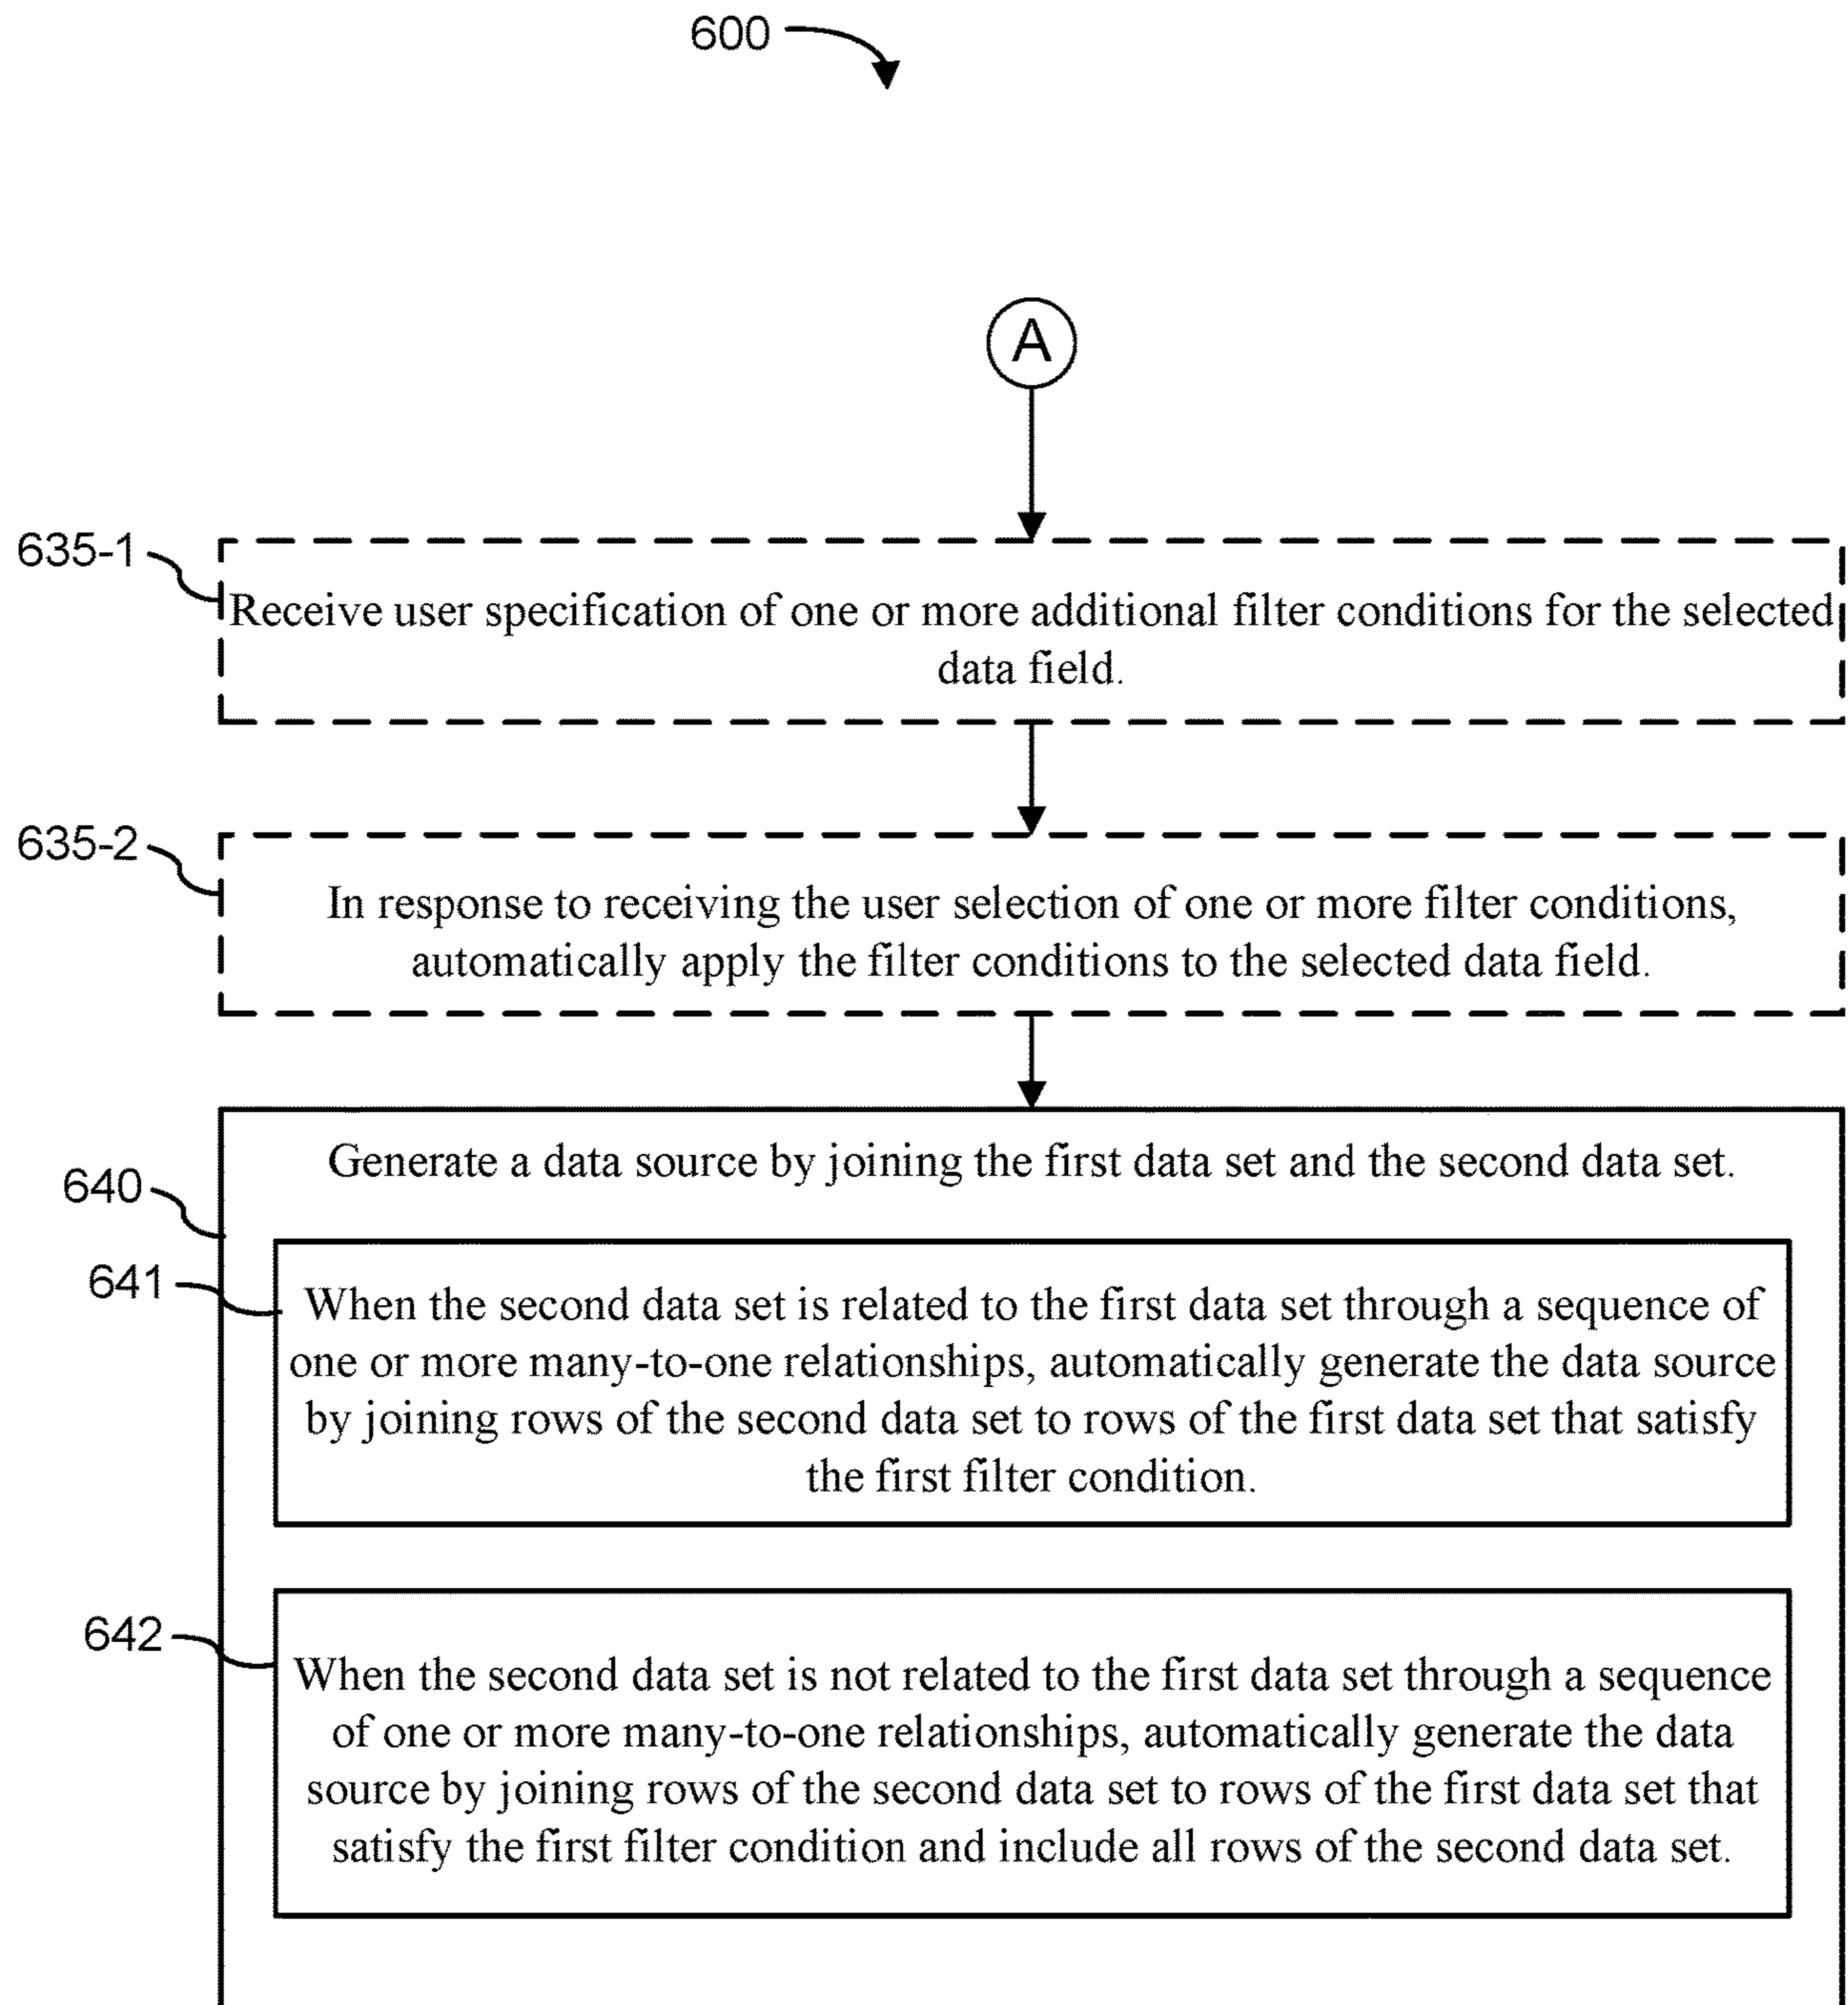 600
A
635-1
Receive user specification of one or more additional filter conditions for the selected
data field.
635-2
In response to receiving the user selection of one or more filter conditions,
automatically apply the filter conditions to the selected data field.
640
Generate a data source by joining the first data set and the second data set.
641
When the second data set is related to the first data set through a sequence of
one or more many-to-one relationships, automatically generate the data source
by joining rows of the second data set to rows of the first data set that satisfy
the first filter condition.
642
When the second data set is not related to the first data set through a sequence
of one or more many-to-one relationships, automatically generate the data
source by joining rows of the second data set to rows of the first data set that
satisfy the first filter condition and include all rows of the second data set.